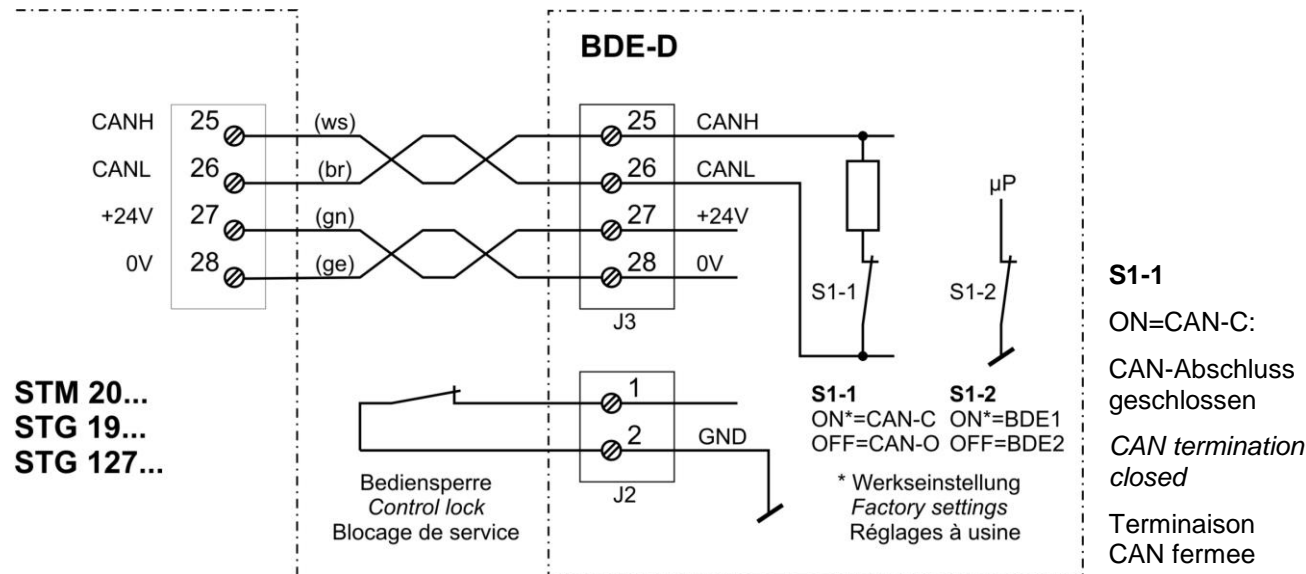 BDE-D
CANH 25 (ws) 25 CANH
CANL 26 (br) 26 CANL
+24V 27 (gn) 27 +24V
0V 28 (ge) 28 0V
J3
µP
S1-1
S1-2
STM 20...
STG 19...
STG 127...
1
2 GND
J2
Bediensperre
Control lock
Blocage de service
S1-1 S1-2
ON*=CAN-C ON*=BDE1
OFF=CAN-O OFF=BDE2
* Werkseinstellung
Factory settings
Réglages à usine
S1-1
ON=CAN-C:
CAN-Abschluss
geschlossen
CAN termination
closed
Terminaison
CAN fermee